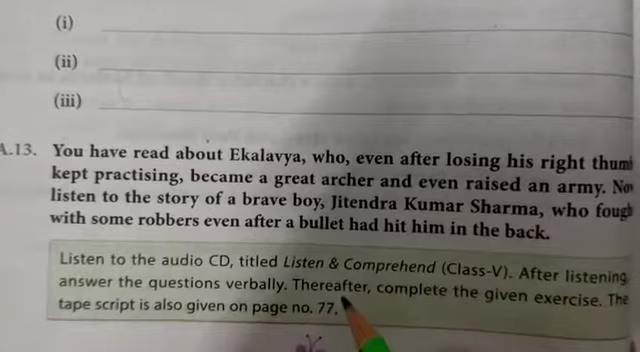 (i)
(ii)
(iii)
A.13. You have read about Ekalavya, who, even after losing his right thum
kept practising, became a great archer and even raised an army. No
listen to the story of a brave boy, Jitendra Kumar Sharma, who fough
with some robbers even after a bullet had hit him in the back.
Listen to the audio CD, titled Listen & Comprehend (Class-V). After listening
answer the questions verbally. Thereafter, complete the given exercise. The
tape script is also given on page no. 77.